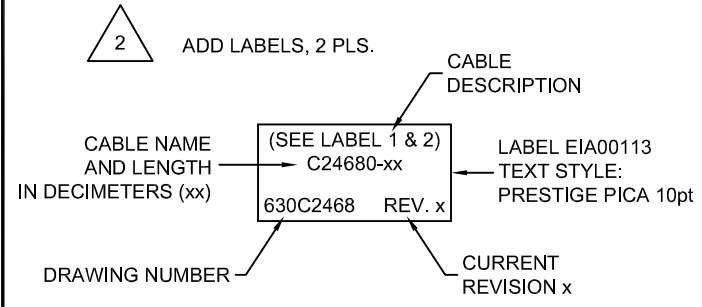 2
ADD LABELS, 2 PLS.
CABLE
DESCRIPTION
CABLE NAME
AND LENGTH
IN DECIMETERS (xx)
(SEE LABEL 1 & 2)
C24680-xx
630C2468 REV. x
LABEL EIA00113
TEXT STYLE:
PRESTIGE PICA 10pt
DRAWING NUMBER
CURRENT
REVISION x